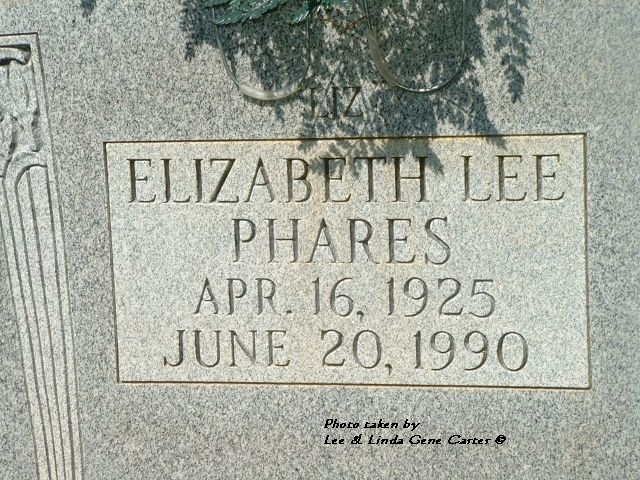 LIZ
ELIZABETH LEE
PHARES
APR. 16, 1925
JUNE 20, 1990
Photo taken by
Lee & Linda Gene Carter ©